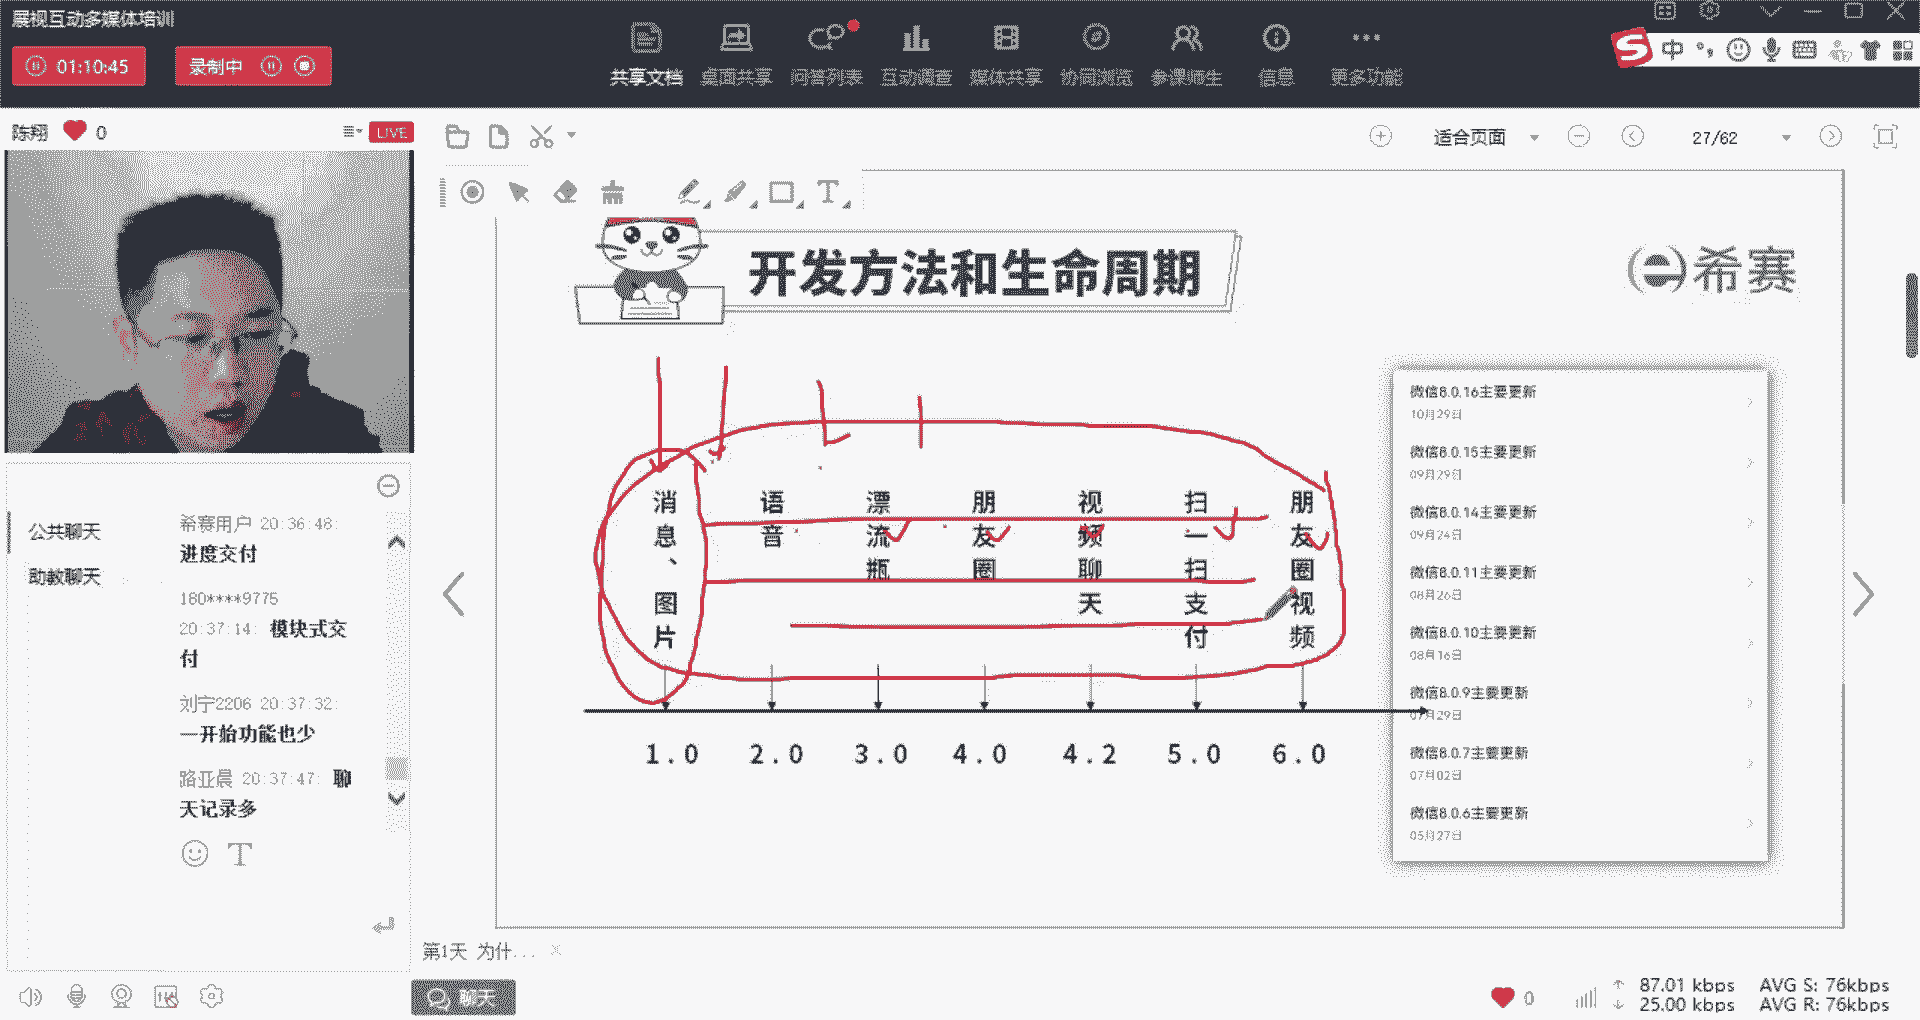 展视互动多媒体培训
01:10:45
录制中
共享文档 桌面共享 问答列表 互动调查 媒体共享 协同浏览 参课师生 信息 更多功能
中
陈翔 0
LIVE
适合页面
27/62
T
开发方法和生命周期
希赛
消息、图片
语音
漂流瓶
朋友圈
视频聊天
扫一扫支付
朋友圈视频
1.0 2.0 3.0 4.0 4.2 5.0 6.0
微信8.0.16主要更新
10月29日
微信8.0.15主要更新
09月29日
微信8.0.14主要更新
09月24日
微信8.0.11主要更新
08月26日
微信8.0.10主要更新
08月16日
微信8.0.9主要更新
07月29日
微信8.0.7主要更新
07月02日
微信8.0.6主要更新
05月27日
公共聊天
助教聊天
希赛用户 20:36:48:
进度交付
180****9775
20:37:14: 模块式交
付
刘宁2206 20:37:32:
一开始功能也少
路亚晨 20:37:47: 聊
天记录多
T
第1天 为什...
聊天
0
87.01 kbps AVG S: 76kbps
25.00 kbps AVG R: 76kbps